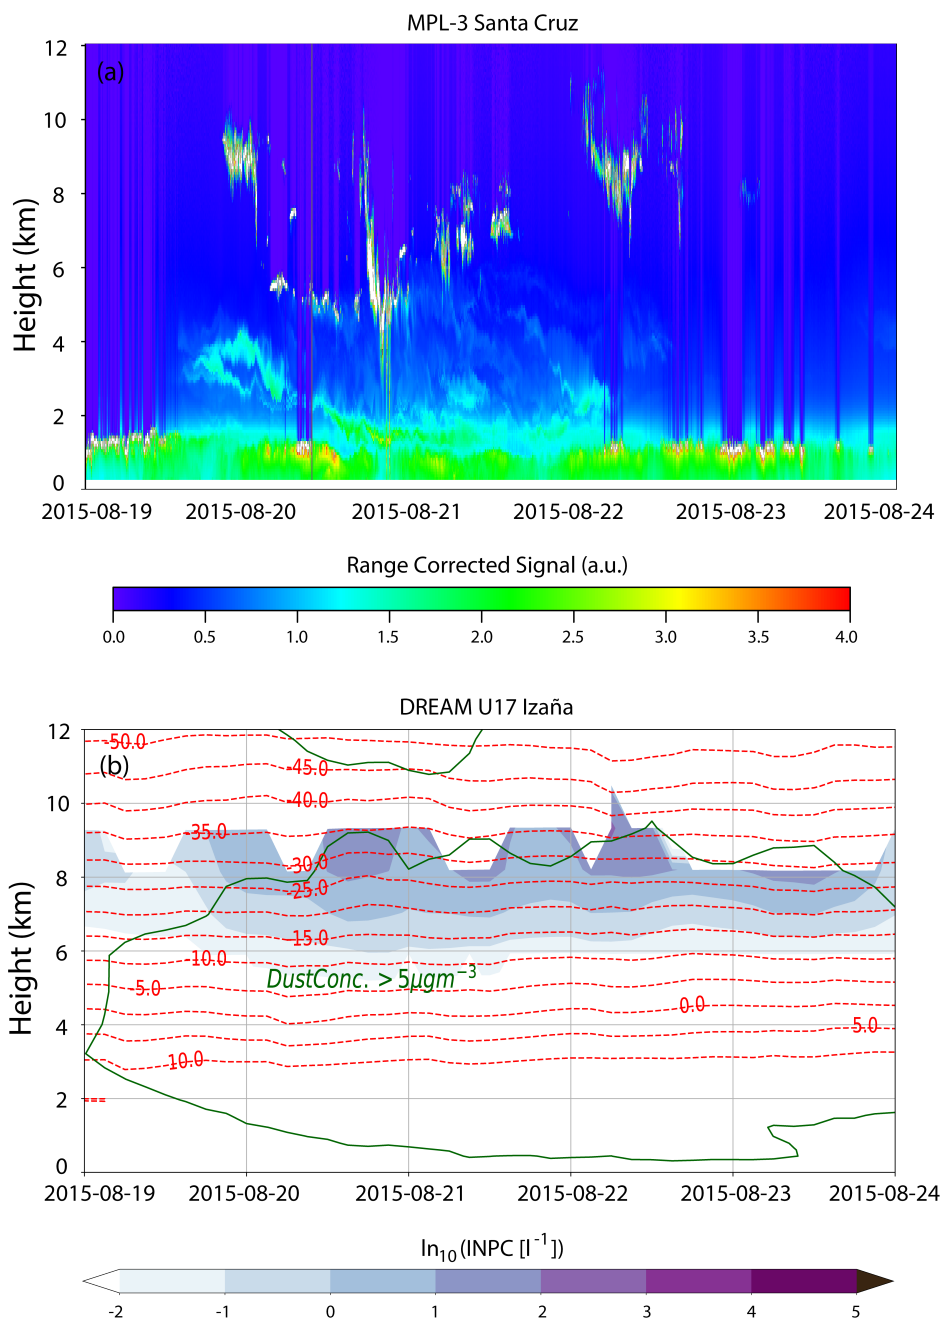 MPL-3 Santa Cruz
12
(a)
10
8
6
4
2
0
Height (km)
2015-08-19 2015-08-20 2015-08-21 2015-08-22 2015-08-23 2015-08-24
Range Corrected Signal (a.u.)
0.0 0.5 1.0 1.5 2.0 2.5 3.0 3.5 4.0
DREAM U17 Izaña
12
-50.0
(b)
-45.0
10
-40.0
-35.0
-30.0
8
-25.0
-15.0
6
-10.0
DustConc. > 5μgm⁻³
-5.0
0.0
4
5.0
10.0
2
0
Height (km)
2015-08-19 2015-08-20 2015-08-21 2015-08-22 2015-08-23 2015-08-24
ln₁₀ (INPC [l⁻¹])
-2 -1 0 1 2 3 4 5